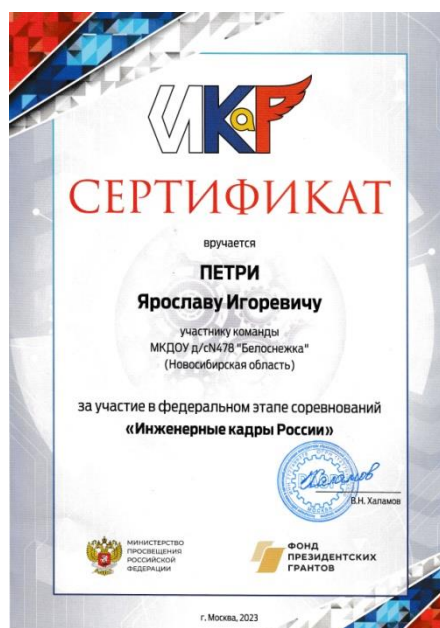 ИКаР
СЕРТИФИКАТ
вручается
ПЕТРИ
Ярославу Игоревичу
участнику команды
МКДОУ д/сN478 "Белоснежка"
(Новосибирская область)
за участие в федеральном этапе соревнований
«Инженерные кадры России»
Халамов
В.Н. Халамов
МИНИСТЕРСТВО
ПРОСВЕЩЕНИЯ
РОССИЙСКОЙ
ФЕДЕРАЦИИ
ФОНД
ПРЕЗИДЕНТСКИХ
ГРАНТОВ
г. Москва, 2023